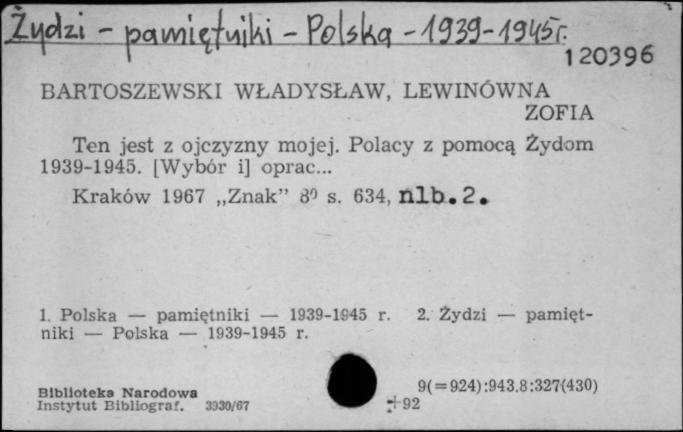 Żydzi - pamiętniki - Polska - 1939-1945 r.
120396
BARTOSZEWSKI WŁADYSŁAW, LEWINÓWNA
ZOFIA
Ten jest z ojczyzny mojej. Polacy z pomocą Żydom
1939-1945. [Wybór i] oprac...
Kraków 1967 „Znak” 8⁰ s. 634, nlb.2.
1. Polska — pamiętniki — 1939-1945 r. 2. Żydzi — pamięt-
niki — Polska — 1939-1945 r.
Biblioteka Narodowa 9(=924):943.8:327(430)
Instytut Bibliograf. 3930/67 +92